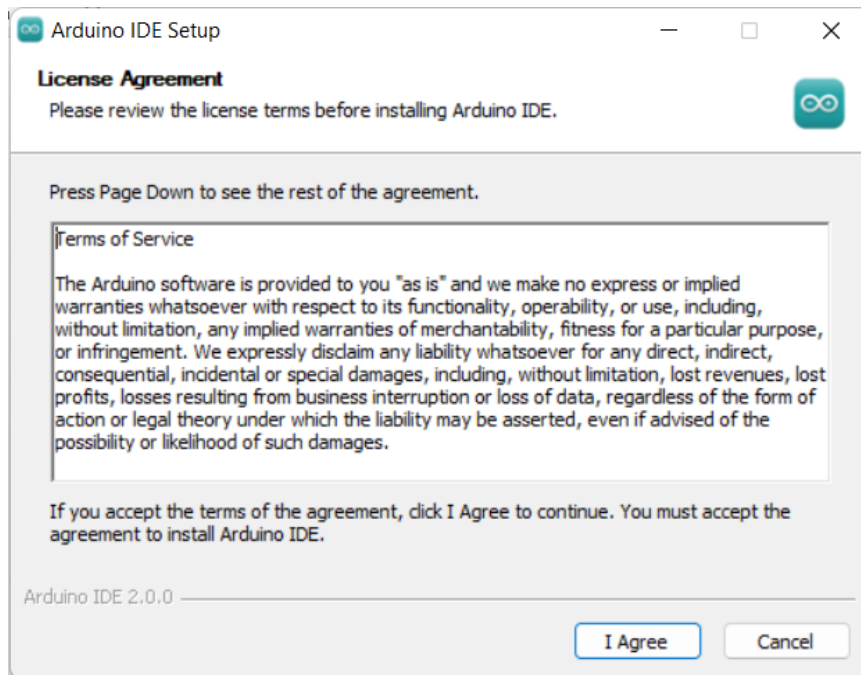 Arduino IDE Setup
License Agreement
Please review the license terms before installing Arduino IDE.
Press Page Down to see the rest of the agreement.
Terms of Service
The Arduino software is provided to you "as is" and we make no express or implied
warranties whatsoever with respect to its functionality, operability, or use, including,
without limitation, any implied warranties of merchantability, fitness for a particular purpose,
or infringement. We expressly disclaim any liability whatsoever for any direct, indirect,
consequential, incidental or special damages, including, without limitation, lost revenues, lost
profits, losses resulting from business interruption or loss of data, regardless of the form of
action or legal theory under which the liability may be asserted, even if advised of the
possibility or likelihood of such damages.
If you accept the terms of the agreement, click I Agree to continue. You must accept the
agreement to install Arduino IDE.
Arduino IDE 2.0.0
I Agree
Cancel